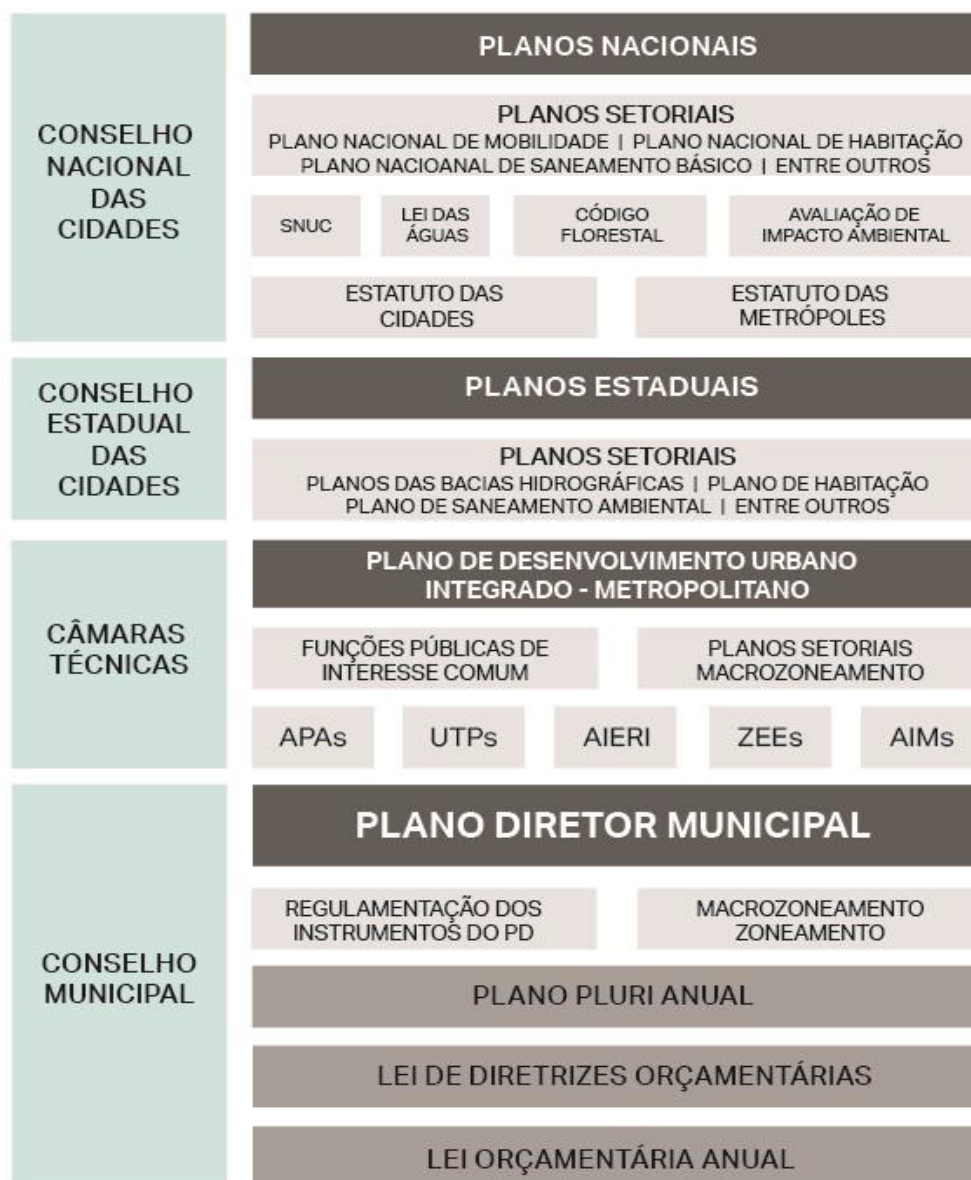 CONSELHO
NACIONAL
DAS
CIDADES
PLANOS NACIONAIS
PLANOS SETORIAIS
PLANO NACIONAL DE MOBILIDADE | PLANO NACIONAL DE HABITAÇÃO
PLANO NACIOANAL DE SANEAMENTO BÁSICO | ENTRE OUTROS
SNUC
LEI DAS
ÁGUAS
CÓDIGO
FLORESTAL
AVALIAÇÃO DE
IMPACTO AMBIENTAL
ESTATUTO DAS
CIDADES
ESTATUTO DAS
METRÓPOLES
CONSELHO
ESTADUAL
DAS
CIDADES
PLANOS ESTADUAIS
PLANOS SETORIAIS
PLANOS DAS BACIAS HIDROGRÁFICAS | PLANO DE HABITAÇÃO
PLANO DE SANEAMENTO AMBIENTAL | ENTRE OUTROS
CÂMARAS
TÉCNICAS
PLANO DE DESENVOLVIMENTO URBANO
INTEGRADO - METROPOLITANO
FUNÇÕES PÚBLICAS DE
INTERESSE COMUM
PLANOS SETORIAIS
MACROZONEAMENTO
APAs
UTPs
AIERI
ZEEs
AIMs
CONSELHO
MUNICIPAL
PLANO DIRETOR MUNICIPAL
REGULAMENTAÇÃO DOS
INSTRUMENTOS DO PD
MACROZONEAMENTO
ZONEAMENTO
PLANO PLURI ANUAL
LEI DE DIRETRIZES ORÇAMENTÁRIAS
LEI ORÇAMENTÁRIA ANUAL